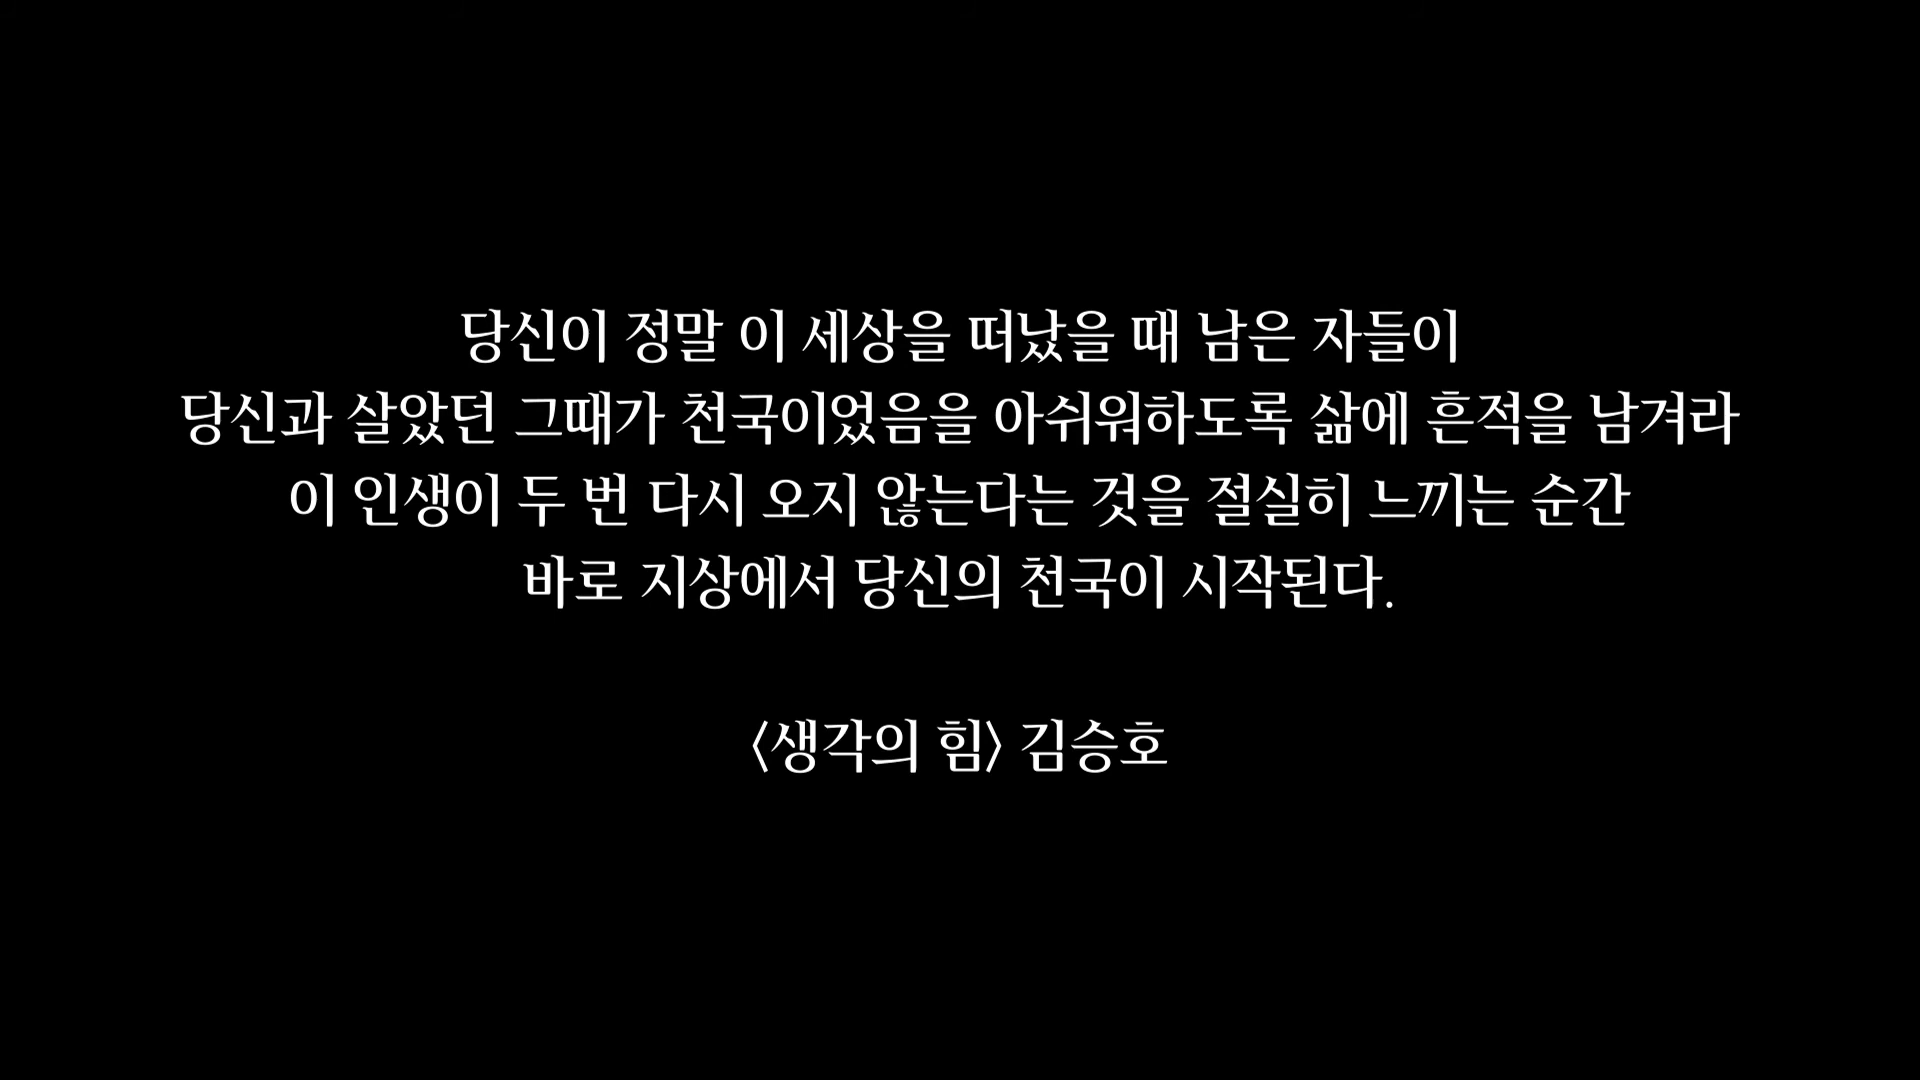 당신이 정말 이 세상을 떠났을 때 남은 자들이
당신과 살았던 그때가 천국이었음을 아쉬워하도록 삶에 흔적을 남겨라
이 인생이 두 번 다시 오지 않는다는 것을 절실히 느끼는 순간
바로 지상에서 당신의 천국이 시작된다.
〈생각의 힘〉 김승호